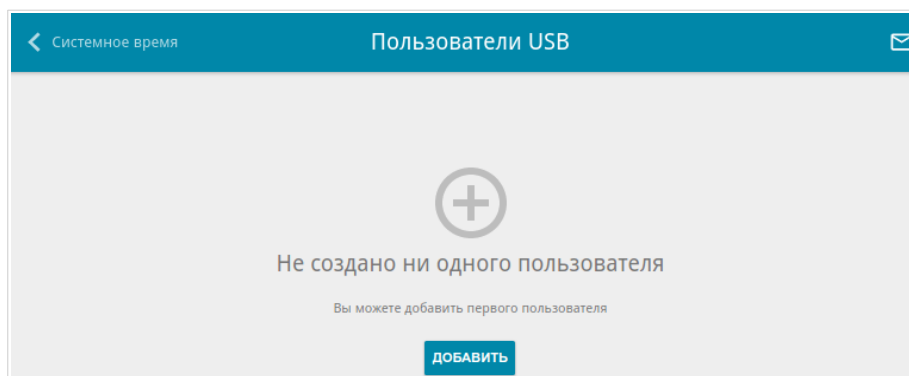 Системное время
Пользователи USB
Не создано ни одного пользователя
Вы можете добавить первого пользователя
ДОБАВИТЬ